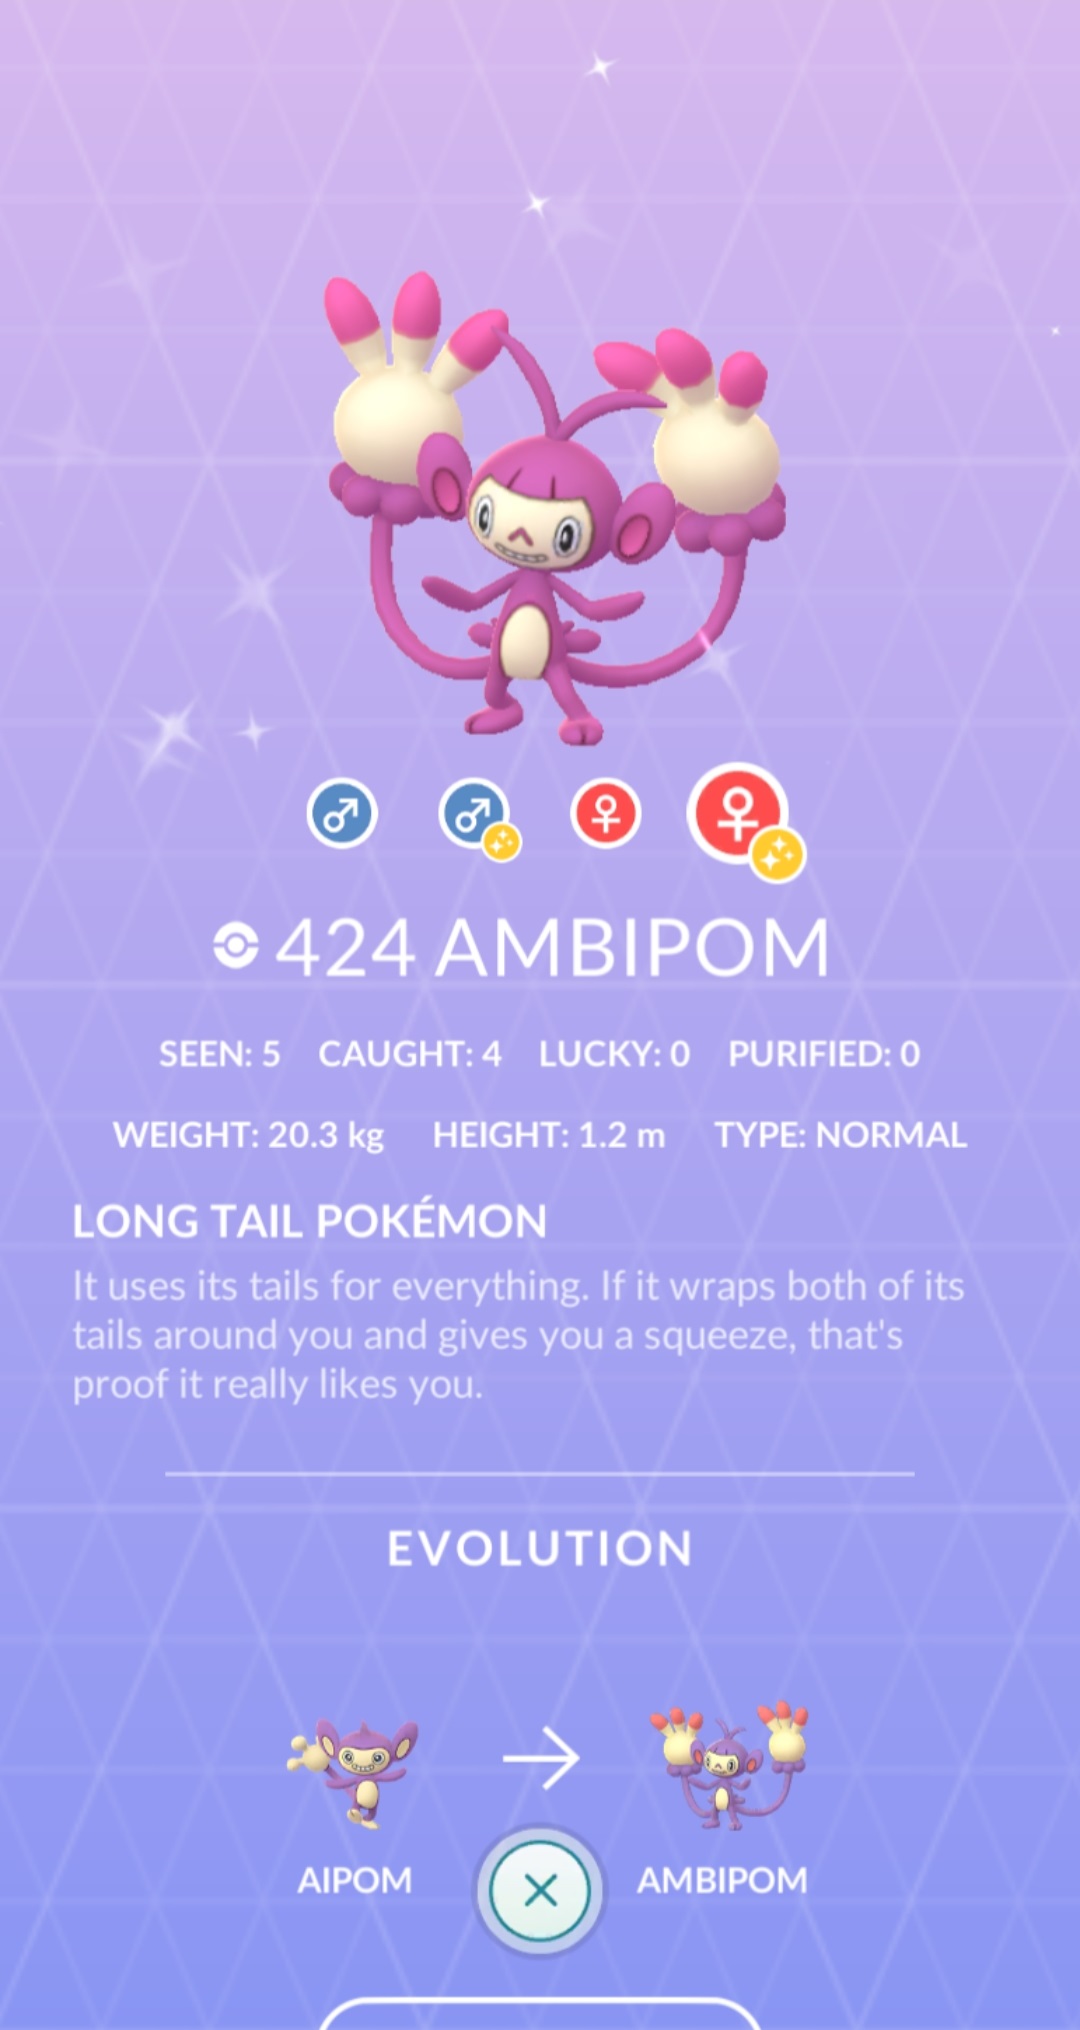 424 AMBIPOM
SEEN: 5 CAUGHT: 4 LUCKY: 0 PURIFIED: 0
WEIGHT: 20.3 kg HEIGHT: 1.2 m TYPE: NORMAL
LONG TAIL POKÉMON
It uses its tails for everything. If it wraps both of its
tails around you and gives you a squeeze, that's
proof it really likes you.
EVOLUTION
AIPOM AMBIPOM